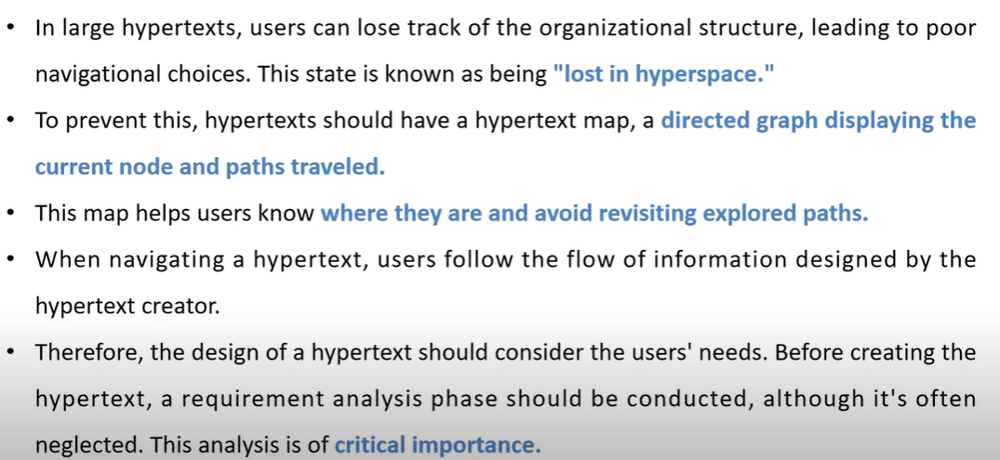 • In large hypertexts, users can lose track of the organizational structure, leading to poor
navigational choices. This state is known as being "lost in hyperspace."
• To prevent this, hypertexts should have a hypertext map, a directed graph displaying the
current node and paths traveled.
• This map helps users know where they are and avoid revisiting explored paths.
• When navigating a hypertext, users follow the flow of information designed by the
hypertext creator.
• Therefore, the design of a hypertext should consider the users' needs. Before creating the
hypertext, a requirement analysis phase should be conducted, although it's often
neglected. This analysis is of critical importance.